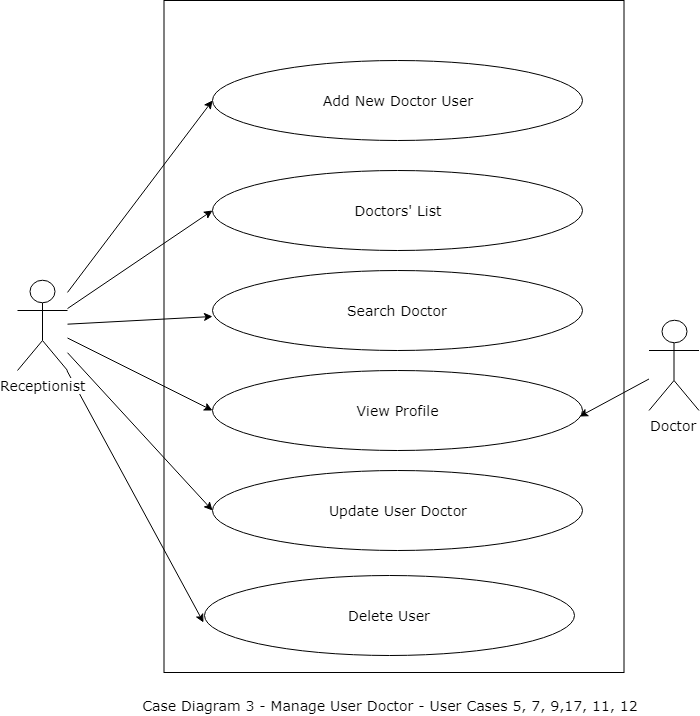 Add New Doctor User
Doctors' List
Search Doctor
Receptionist
View Profile
Doctor
Update User Doctor
Delete User
Case Diagram 3 - Manage User Doctor - User Cases 5, 7, 9,17, 11, 12